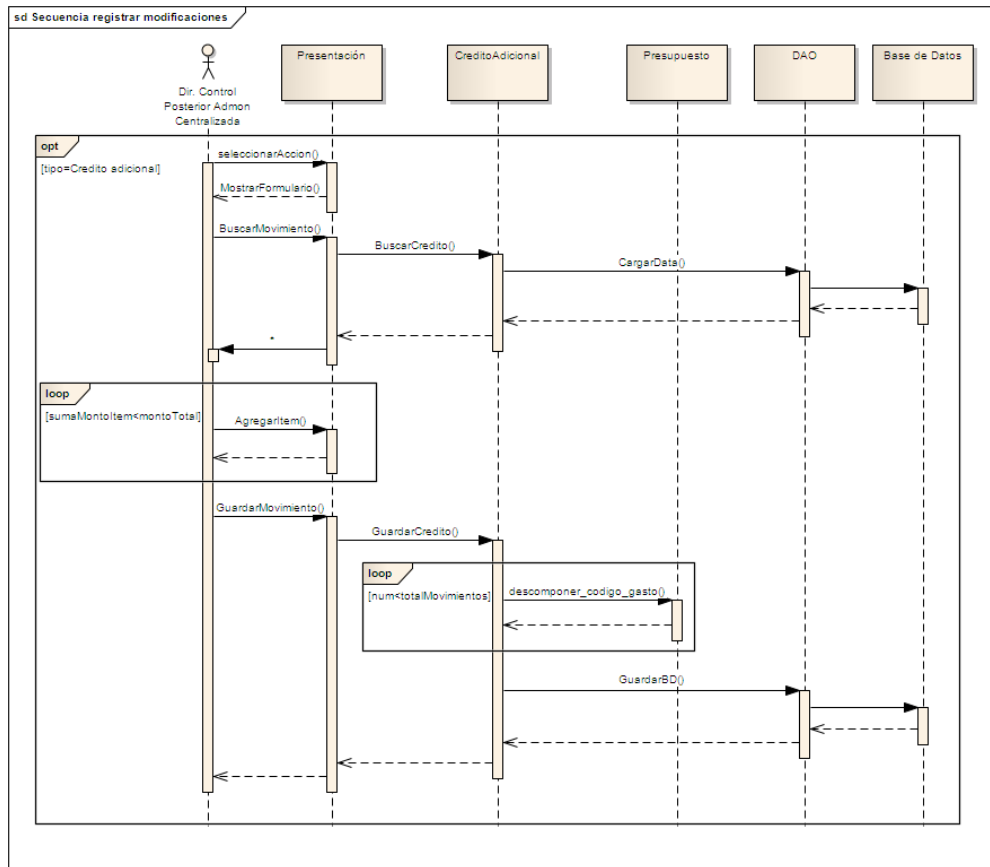 sd Secuencia registrar modificaciones
Presentación
CreditoAdicional
Presupuesto
DAO
Base de Datos
Dir. Control
Posterior Admon
Centralizada
opt
[tipo=Credito adicional]
seleccionarAccion()
MostrarFormulario()
BuscarMovimiento()
BuscarCredito()
CargarData()
loop
[sumaMontoItem<montoTotal]
AgregarItem()
GuardarMovimiento()
GuardarCredito()
loop
[num<totalMovimientos]
descomponer_codigo_gasto()
GuardarBD()